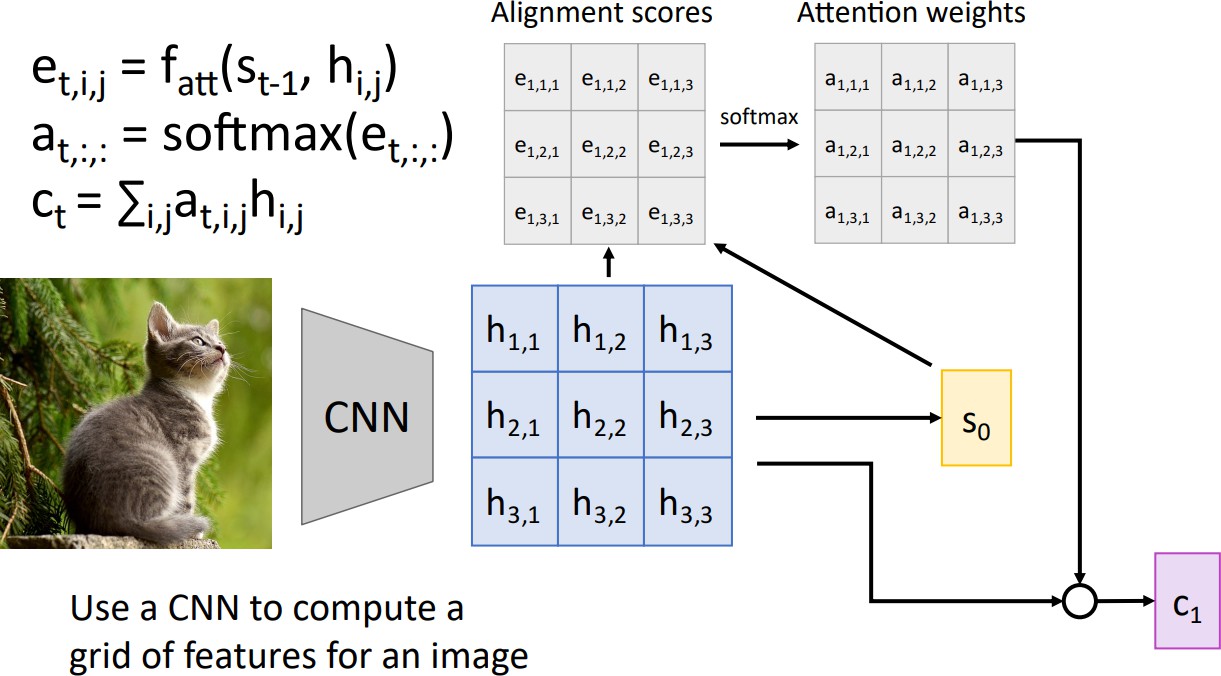 Alignment scores
Attention weights
e_{t,i,j} = f_{att}(s_{t-1}, h_{i,j})
a_{t,:,:} = softmax(e_{t,:,:})
c_t = ∑_{i,j}a_{t,i,j}h_{i,j}
e_{1,1,1} e_{1,1,2} e_{1,1,3}
e_{1,2,1} e_{1,2,2} e_{1,2,3}
e_{1,3,1} e_{1,3,2} e_{1,3,3}
softmax
a_{1,1,1} a_{1,1,2} a_{1,1,3}
a_{1,2,1} a_{1,2,2} a_{1,2,3}
a_{1,3,1} a_{1,3,2} a_{1,3,3}
CNN
h_{1,1} h_{1,2} h_{1,3}
h_{2,1} h_{2,2} h_{2,3}
h_{3,1} h_{3,2} h_{3,3}
s_0
c_1
Use a CNN to compute a
grid of features for an image